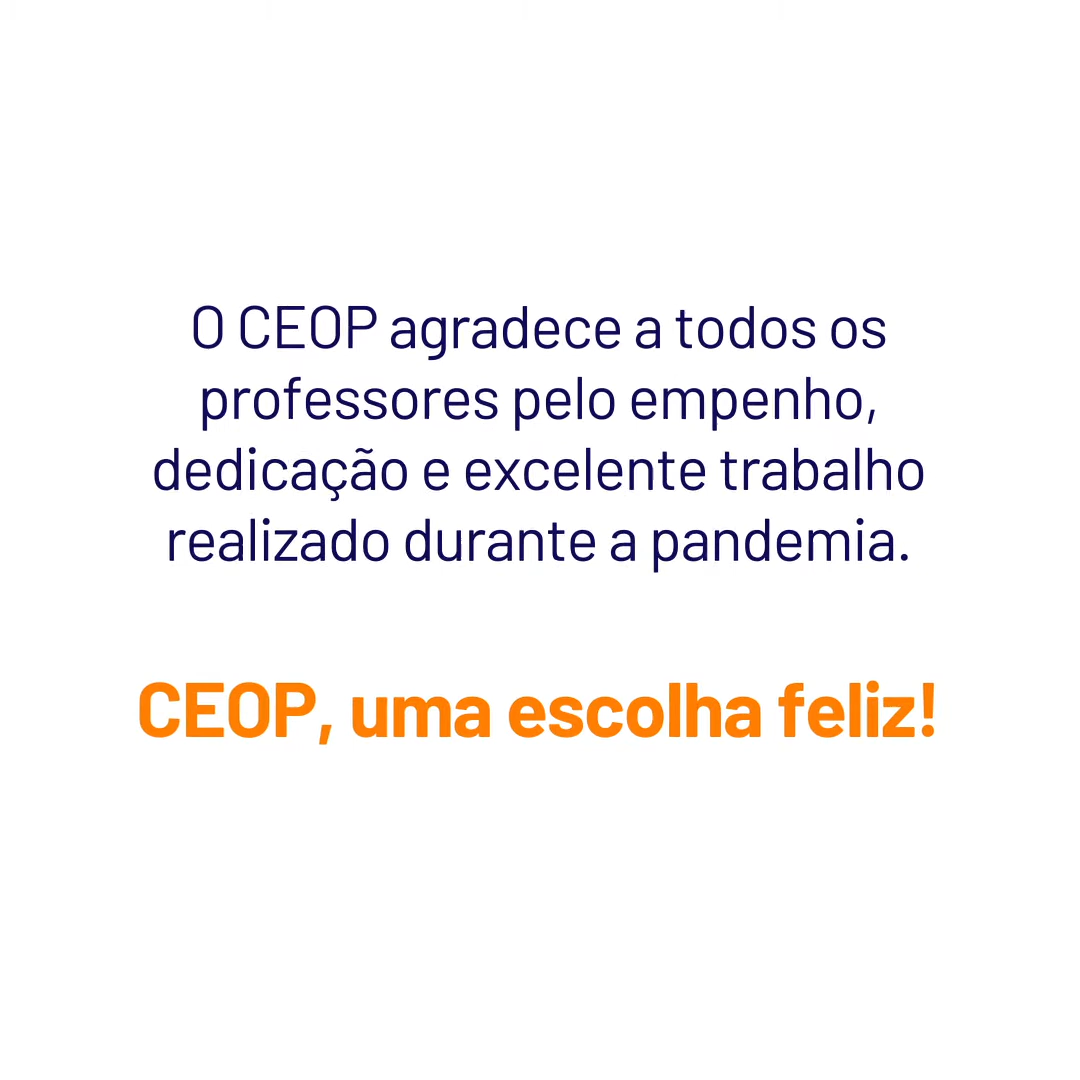 O CEOP agradece a todos os
professores pelo empenho,
dedicação e excelente trabalho
realizado durante a pandemia.
CEOP, uma escolha feliz!